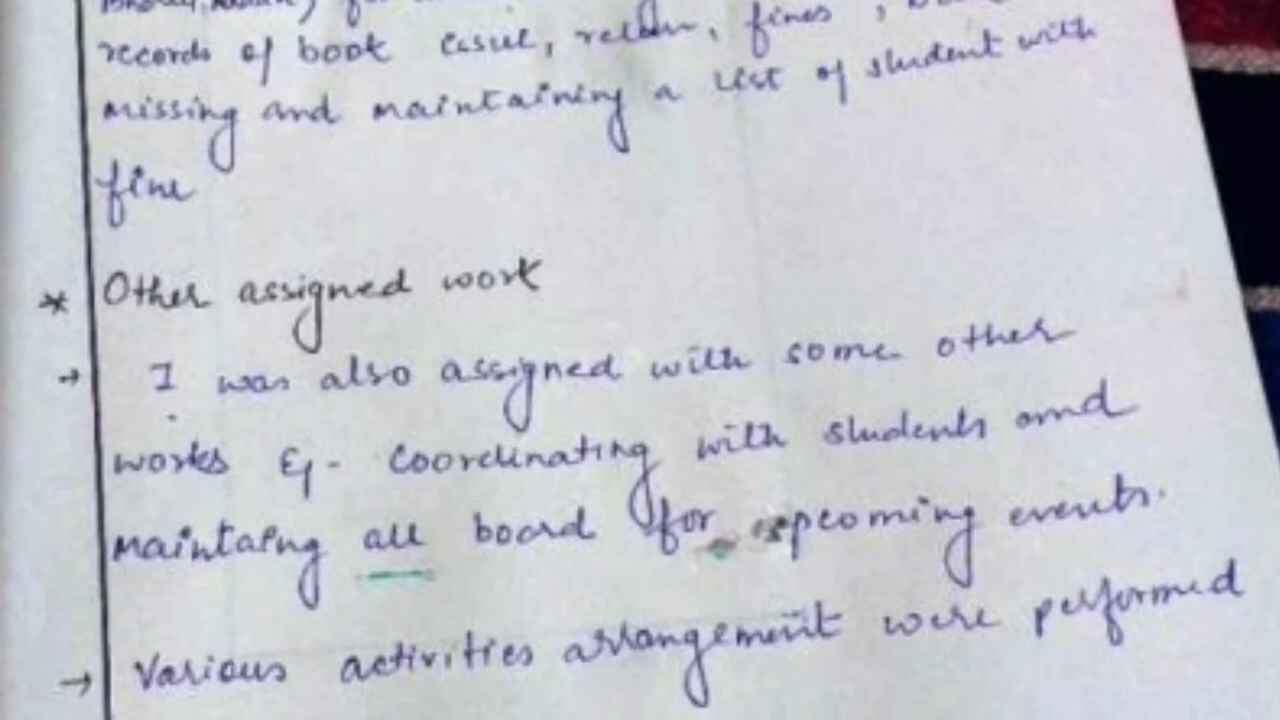 records of book issue, return, fines,
missing and maintaining a list of student with
fine
* Other assigned work
→ I was also assigned with some other
works Eg - Coordinating with students and
maintaing all board for upcoming events.
→ Various activities arrangement were performed